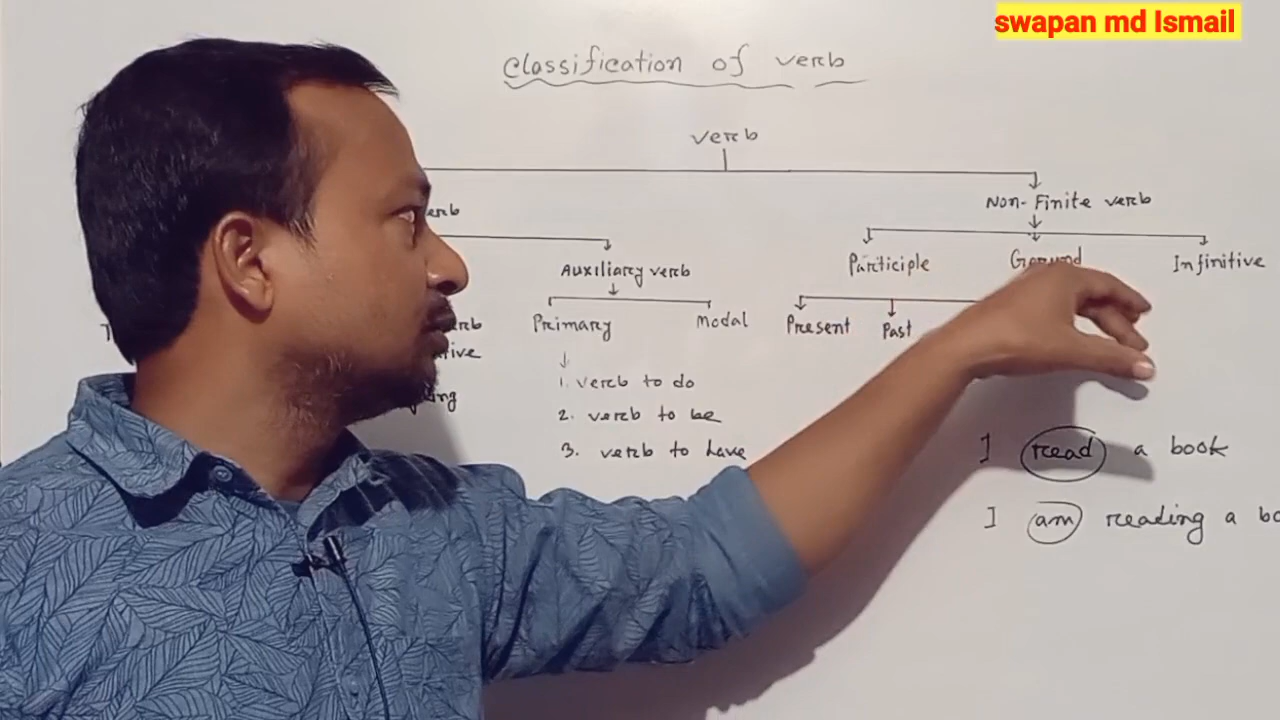 swapan md Ismail
Classification of verb
verb
Non-Finite verb
Auxiliary verb
Participle Gerund Infinitive
Primary Modal Present Past
1. verb to do
2. verb to be
3. verb to have
I read a book
I am reading a